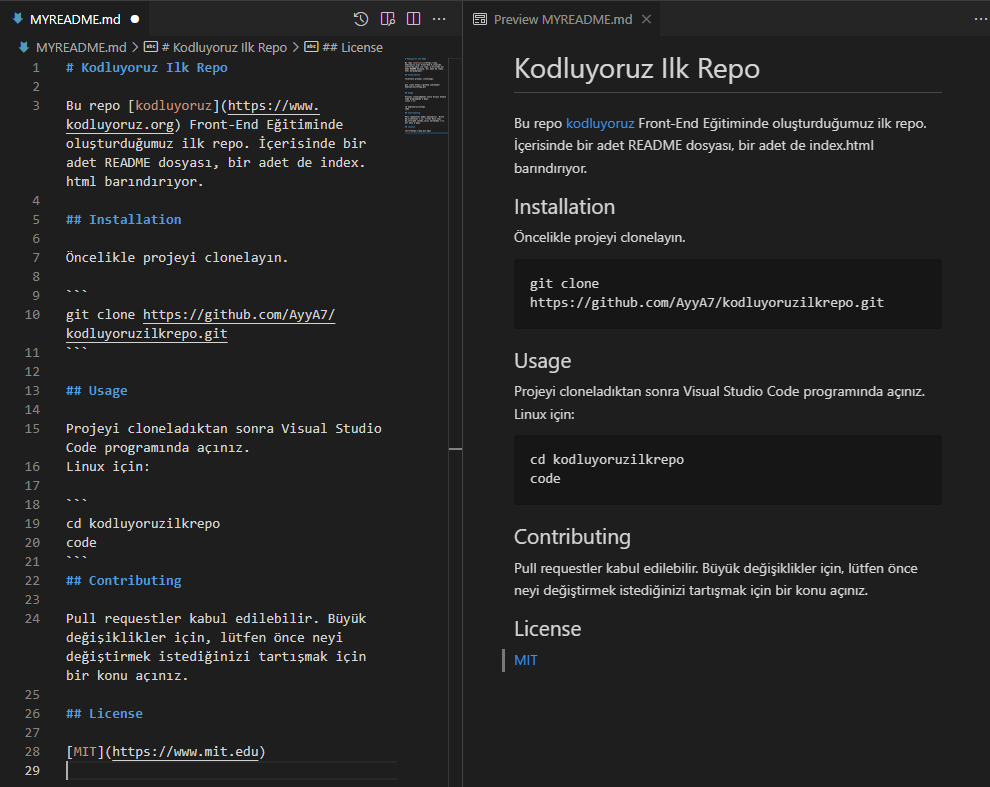 MYREADME.md
MYREADME.md > # Kodluyoruz Ilk Repo > ## License
1 # Kodluyoruz Ilk Repo
2
3 Bu repo [kodluyoruz](https://www.
kodluyoruz.org) Front-End Eğitiminde
oluşturduğumuz ilk repo. İçerisinde bir
adet README dosyası, bir adet de index.
html barındırıyor.
4
5 ## Installation
6
7 Öncelikle projeyi clonelayın.
8
9 ```
10 git clone https://github.com/AyyA7/
kodluyoruzilkrepo.git
11 ```
12
13 ## Usage
14
15 Projeyi cloneladıktan sonra Visual Studio
Code programında açınız.
16 Linux için:
17
18 ```
19 cd kodluyoruzilkrepo
20 code
21 ```
22 ## Contributing
23
24 Pull requestler kabul edilebilir. Büyük
değişiklikler için, lütfen önce neyi
değiştirmek istediğinizi tartışmak için
bir konu açınız.
25
26 ## License
27
28 [MIT](https://www.mit.edu)
29
Preview MYREADME.md
Kodluyoruz Ilk Repo
Bu repo kodluyoruz Front-End Eğitiminde oluşturduğumuz ilk repo.
İçerisinde bir adet README dosyası, bir adet de index.html
barındırıyor.
Installation
Öncelikle projeyi clonelayın.
git clone
https://github.com/AyyA7/kodluyoruzilkrepo.git
Usage
Projeyi cloneladıktan sonra Visual Studio Code programında açınız.
Linux için:
cd kodluyoruzilkrepo
code
Contributing
Pull requestler kabul edilebilir. Büyük değişiklikler için, lütfen önce
neyi değiştirmek istediğinizi tartışmak için bir konu açınız.
License
MIT